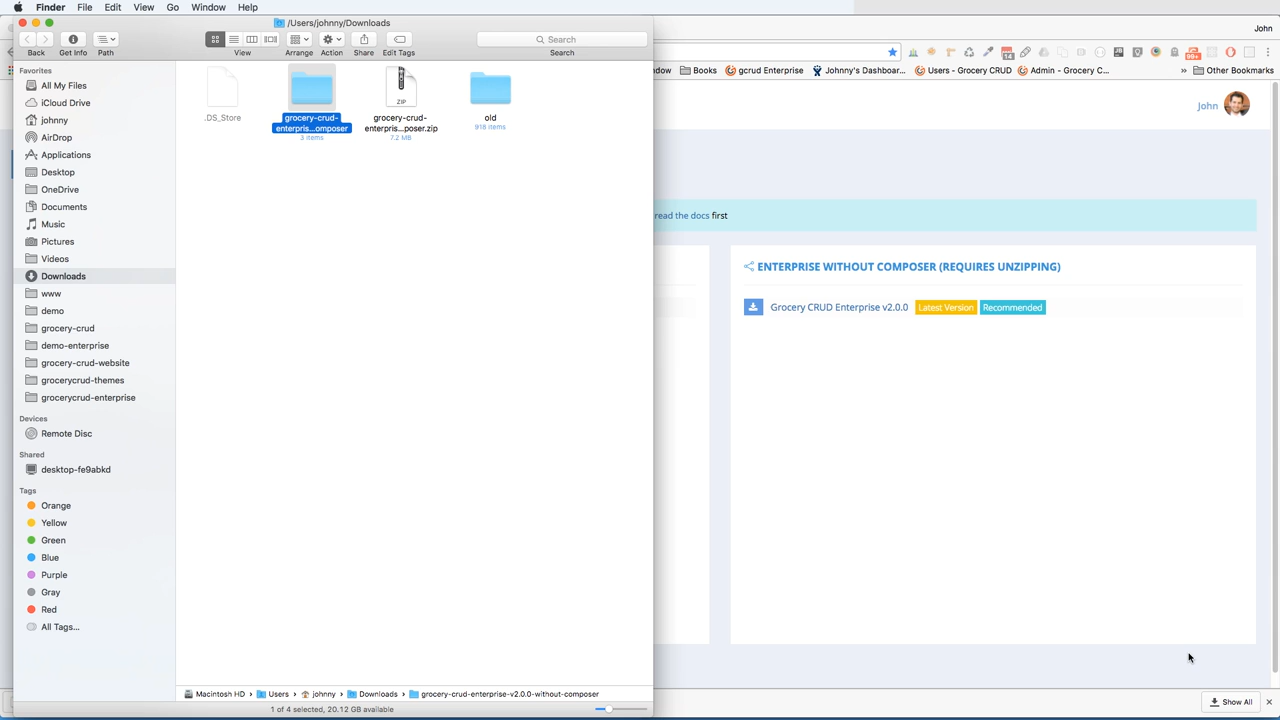 Finder File Edit View Go Window Help
/Users/johnny/Downloads
John
Back Get Info Path View Arrange Action Share Edit Tags Search
Search
ndow Books gcrud Enterprise Johnny's Dashboar... Users - Grocery CRUD Admin - Grocery C... » Other Bookmarks
14
99+
Favorites
All My Files
iCloud Drive
johnny
AirDrop
Applications
Desktop
OneDrive
Documents
Music
Pictures
Videos
Downloads
www
demo
grocery-crud
demo-enterprise
grocery-crud-website
grocerycrud-themes
grocerycrud-enterprise
Devices
Remote Disc
Shared
desktop-fe9abkd
Tags
Orange
Yellow
Green
Blue
Purple
Gray
Red
All Tags...
.DS_Store
grocery-crud-
enterpris...omposer
3 items
ZIP
grocery-crud-
enterpris...poser.zip
7.2 MB
old
916 items
John
read the docs first
ENTERPRISE WITHOUT COMPOSER (REQUIRES UNZIPPING)
Grocery CRUD Enterprise v2.0.0 Latest Version Recommended
Macintosh HD › Users › johnny › Downloads › grocery-crud-enterprise-v2.0.0-without-composer
1 of 4 selected, 20.12 GB available
Show All